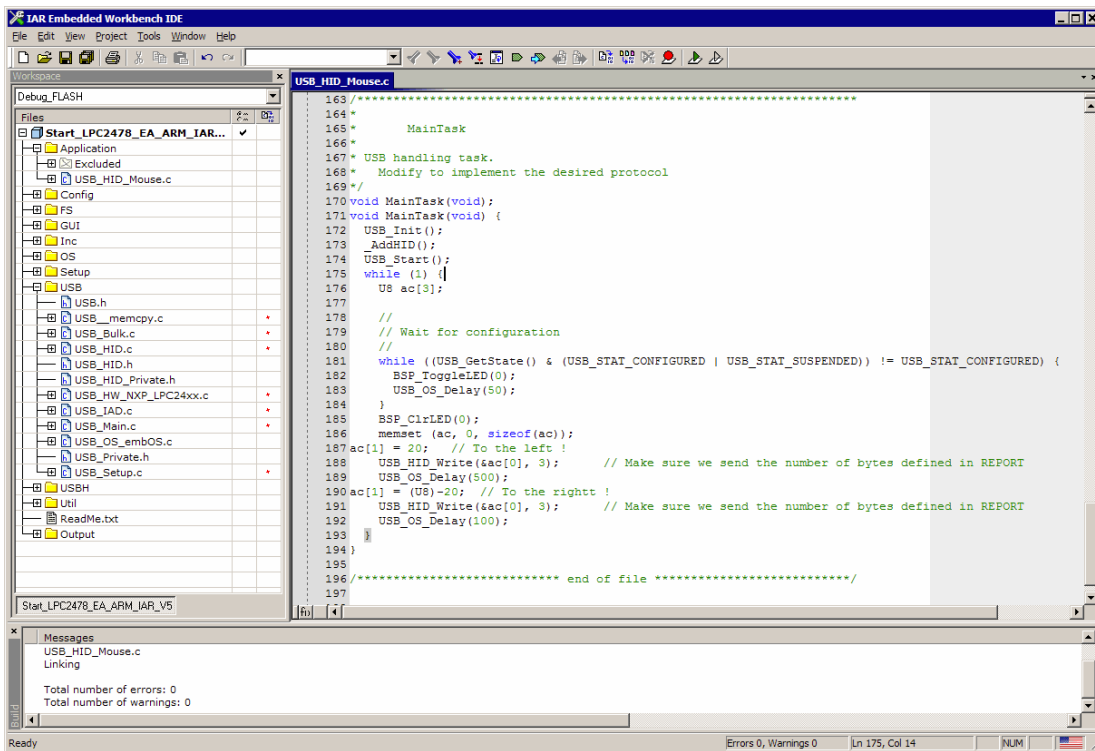 IAR Embedded Workbench IDE
File Edit View Project Tools Window Help
Workspace
Debug_FLASH
Files
Start_LPC2478_EA_ARM_IAR...
Application
Excluded
USB_HID_Mouse.c
Config
FS
GUI
Inc
OS
Setup
USB
USB.h
USB__memcpy.c *
USB_Bulk.c *
USB_HID.c *
USB_HID.h
USB_HID_Private.h
USB_HW_NXP_LPC24xx.c *
USB_IAD.c *
USB_Main.c *
USB_OS_embOS.c
USB_Private.h
USB_Setup.c *
USBH
Util
ReadMe.txt
Output
Start_LPC2478_EA_ARM_IAR_V5
USB_HID_Mouse.c
163 /*********************************************************************
164 *
165 *       MainTask
166 *
167 * USB handling task.
168 *   Modify to implement the desired protocol
169 */
170 void MainTask(void);
171 void MainTask(void) {
172   USB_Init();
173   _AddHID();
174   USB_Start();
175   while (1) {
176     U8 ac[3];
177
178     //
179     // Wait for configuration
180     //
181     while ((USB_GetState() & (USB_STAT_CONFIGURED | USB_STAT_SUSPENDED)) != USB_STAT_CONFIGURED) {
182       BSP_ToggleLED(0);
183       USB_OS_Delay(50);
184     }
185     BSP_ClrLED(0);
186     memset (ac, 0, sizeof(ac));
187 ac[1] = 20;   // To the left !
188     USB_HID_Write(&ac[0], 3);      // Make sure we send the number of bytes defined in REPORT
189     USB_OS_Delay(500);
190 ac[1] = (U8)-20;  // To the rightt !
191     USB_HID_Write(&ac[0], 3);      // Make sure we send the number of bytes defined in REPORT
192     USB_OS_Delay(100);
193   }
194 }
195
196 /**************************** end of file ***************************/
197
Build
Messages
USB_HID_Mouse.c
Linking
Total number of errors: 0
Total number of warnings: 0
Ready
Errors 0, Warnings 0
Ln 175, Col 14
NUM